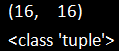 (16,  16)
<class 'tuple'>